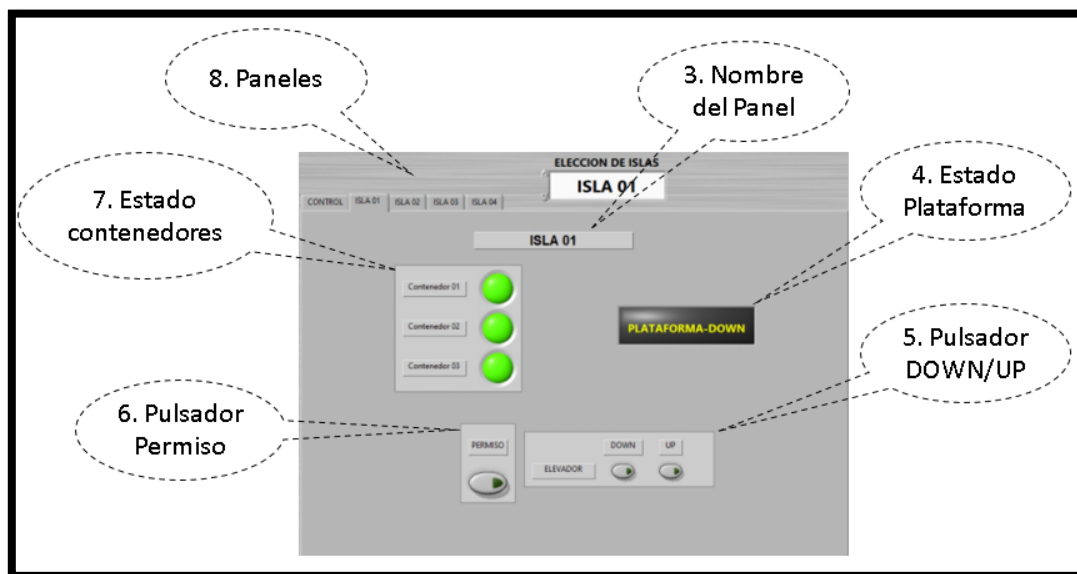 8. Paneles
3. Nombre
del Panel
ELECCION DE ISLAS
ISLA 01
7. Estado
contenedores
4. Estado
Plataforma
CONTROL ISLA 01 ISLA 02 ISLA 03 ISLA 04
ISLA 01
Contenedor 01
Contenedor 02
Contenedor 03
PLATAFORMA-DOWN
5. Pulsador
DOWN/UP
6. Pulsador
Permiso
PERMISO
DOWN UP
ELEVADOR